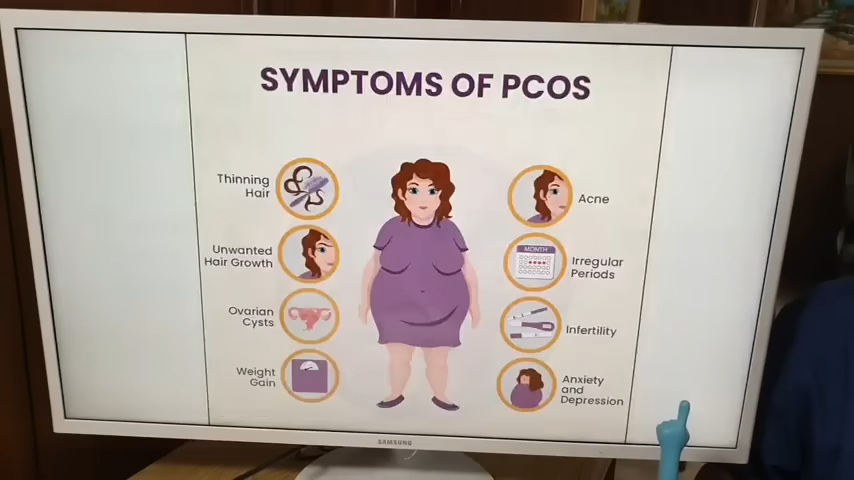 SYMPTOMS OF PCOS
Thinning
Hair
Unwanted
Hair Growth
Ovarian
Cysts
Weight
Gain
Acne
MONTH
Irregular
Periods
Infertility
Anxiety
and
Depression
SAMSUNG